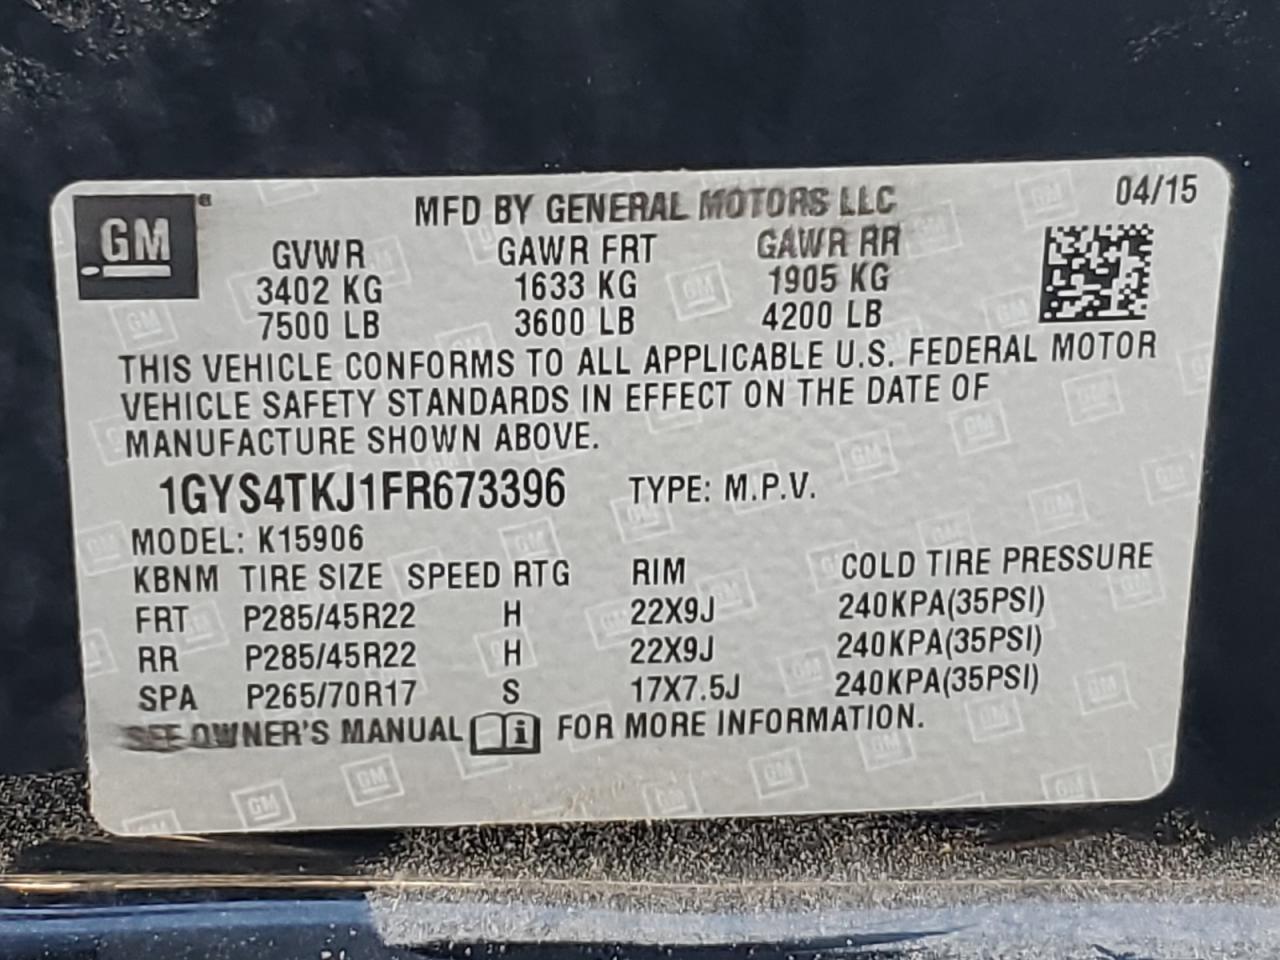 GM
MFD BY GENERAL MOTORS LLC
04/15
GVWR GAWR FRT GAWR RR
3402 KG 1633 KG 1905 KG
7500 LB 3600 LB 4200 LB
THIS VEHICLE CONFORMS TO ALL APPLICABLE U.S. FEDERAL MOTOR
VEHICLE SAFETY STANDARDS IN EFFECT ON THE DATE OF
MANUFACTURE SHOWN ABOVE.
1GYS4TKJ1FR673396 TYPE: M.P.V.
MODEL: K15906
KBNM TIRE SIZE SPEED RTG RIM COLD TIRE PRESSURE
FRT P285/45R22 H 22X9J 240KPA(35PSI)
RR P285/45R22 H 22X9J 240KPA(35PSI)
SPA P265/70R17 S 17X7.5J 240KPA(35PSI)
SEE OWNER'S MANUAL i FOR MORE INFORMATION.